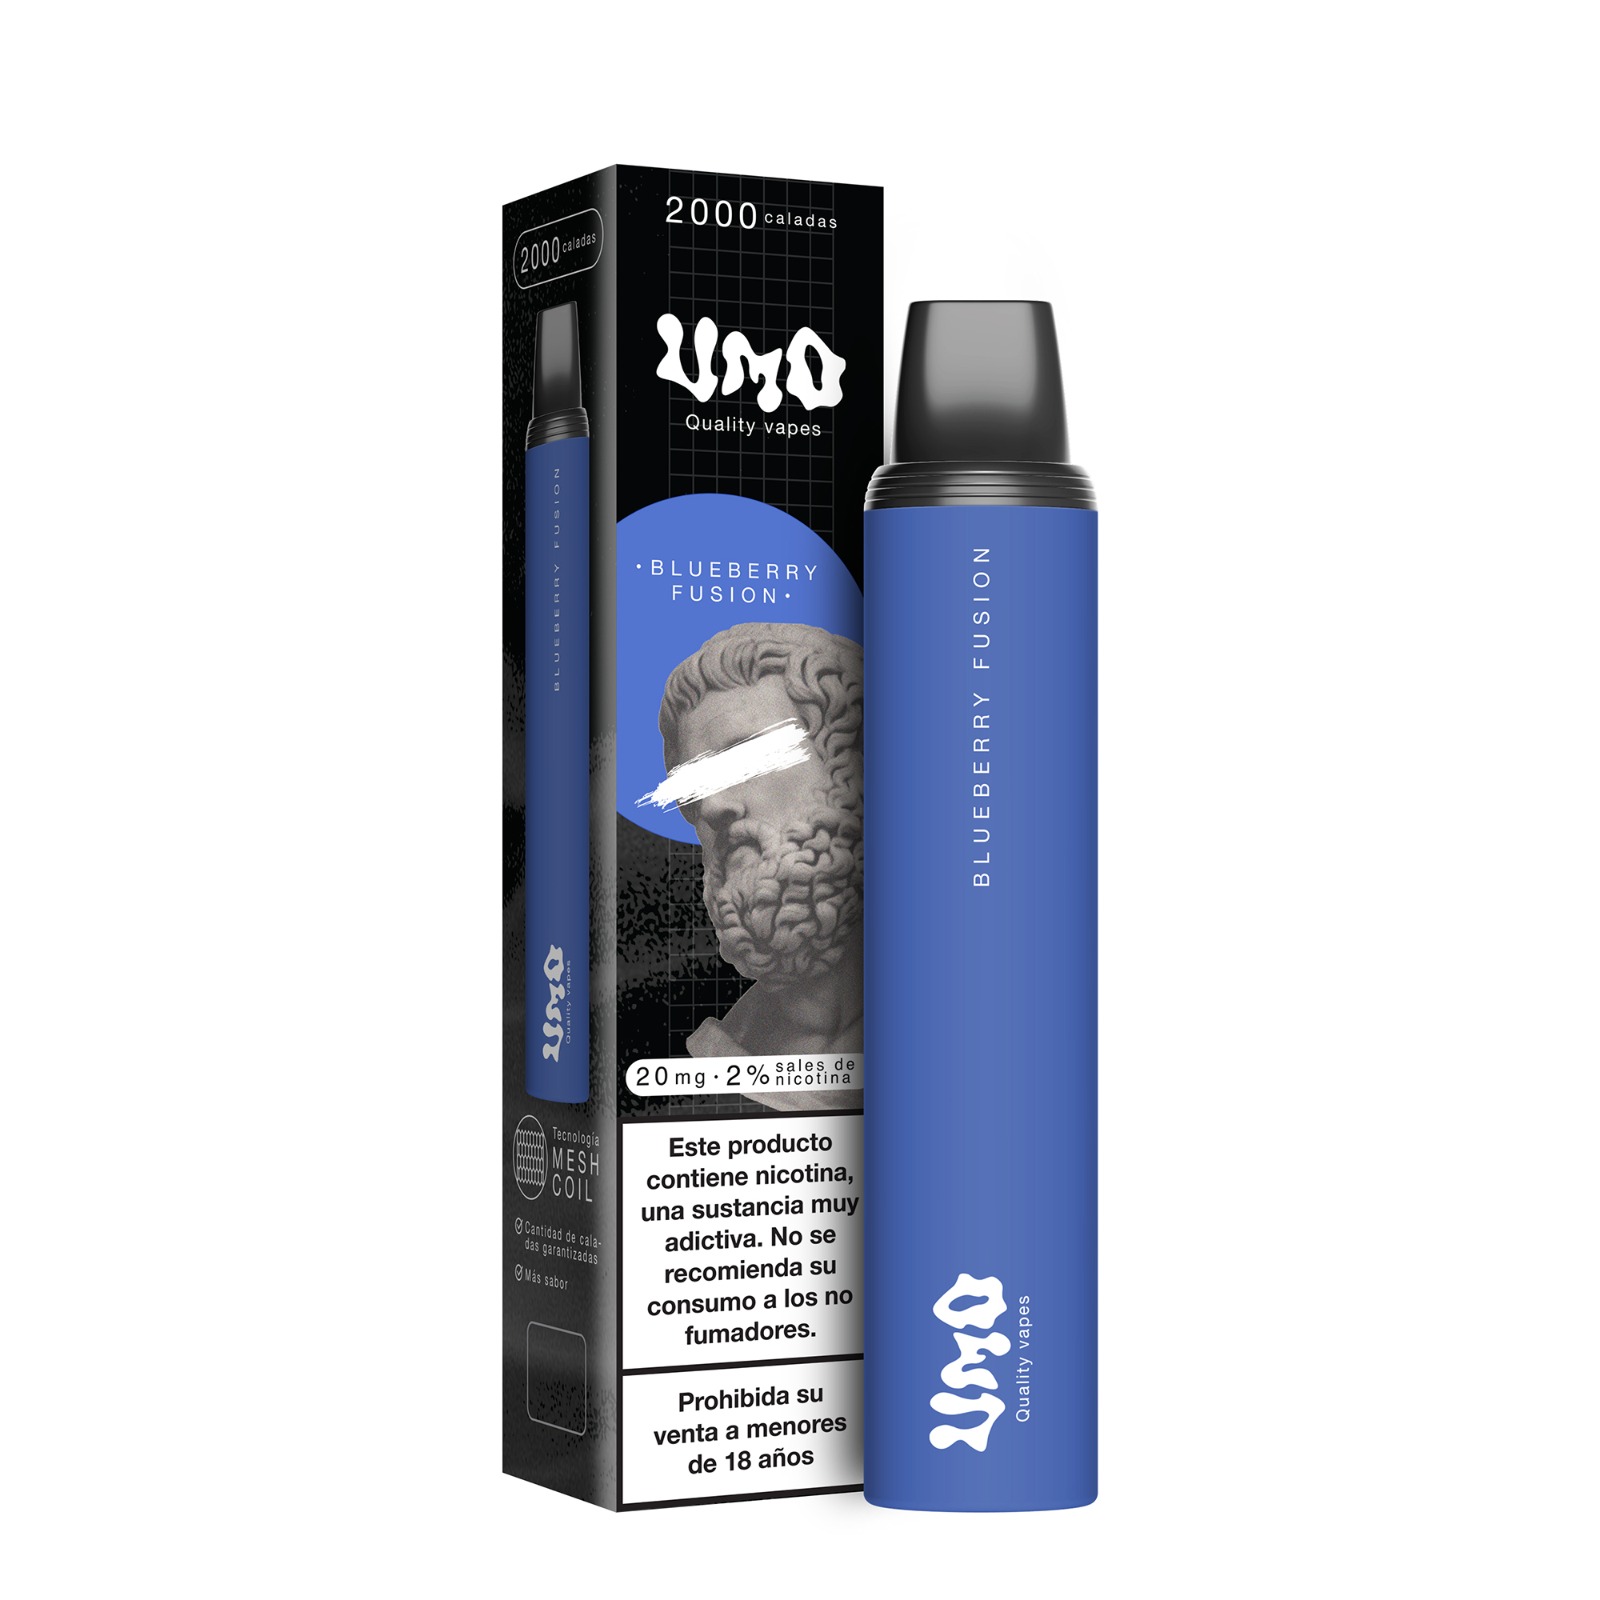 2000 caladas
BLUEBERRY FUSION
UMO
Quality vapes
Tecnología
MESH
COIL
Cantidad de cala-
das garantizadas
Más sabor
2000 caladas
UMO
Quality vapes
·BLUEBERRY
FUSION·
20mg·2% sales de
nicotina
Este producto
contiene nicotina,
una sustancia muy
adictiva. No se
recomienda su
consumo a los no
fumadores.
Prohibida su
venta a menores
de 18 años
BLUEBERRY FUSION
UMO
Quality vapes